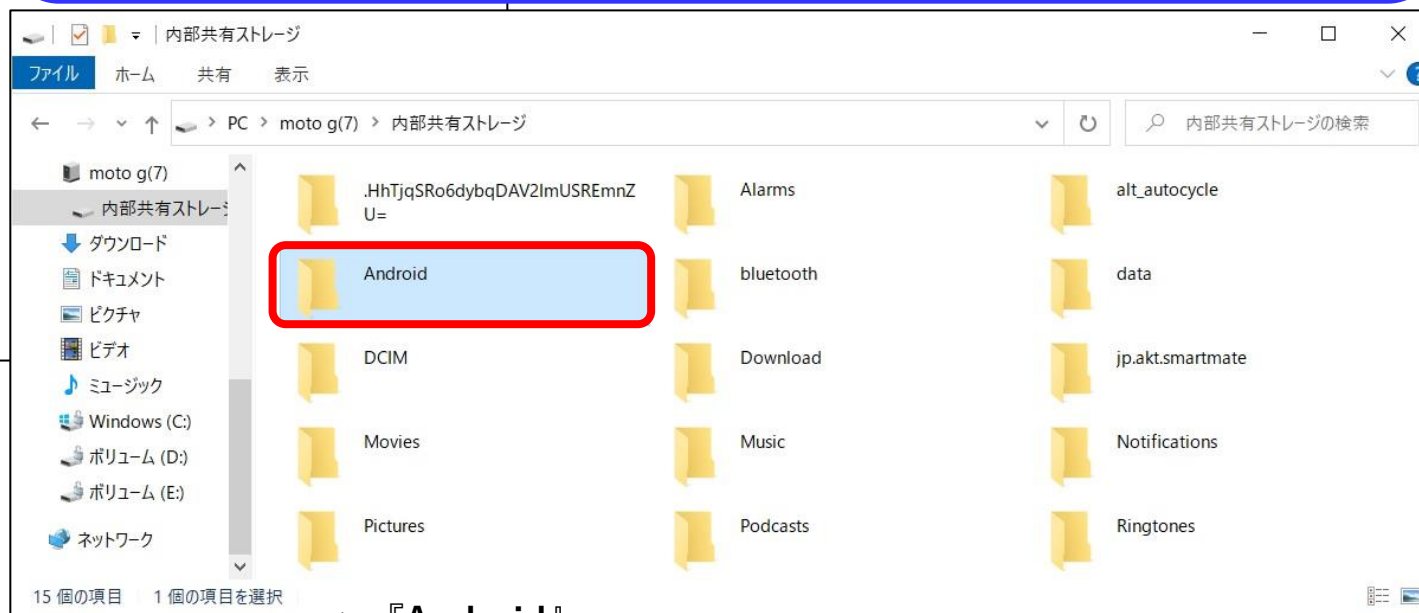 内部共有ストレージ
ファイル ホーム 共有 表示
PC > moto g(7) > 内部共有ストレージ 内部共有ストレージの検索
moto g(7)
内部共有ストレージ
ダウンロード
ドキュメント
ピクチャ
ビデオ
ミュージック
Windows (C:)
ボリューム (D:)
ボリューム (E:)
ネットワーク
.HhTjqSRo6dybqDAV2ImUSREmnZ
U=
Alarms
alt_autocycle
Android
bluetooth
data
DCIM
Download
jp.akt.smartmate
Movies
Music
Notifications
Pictures
Podcasts
Ringtones
15 個の項目 1 個の項目を選択
『Android』